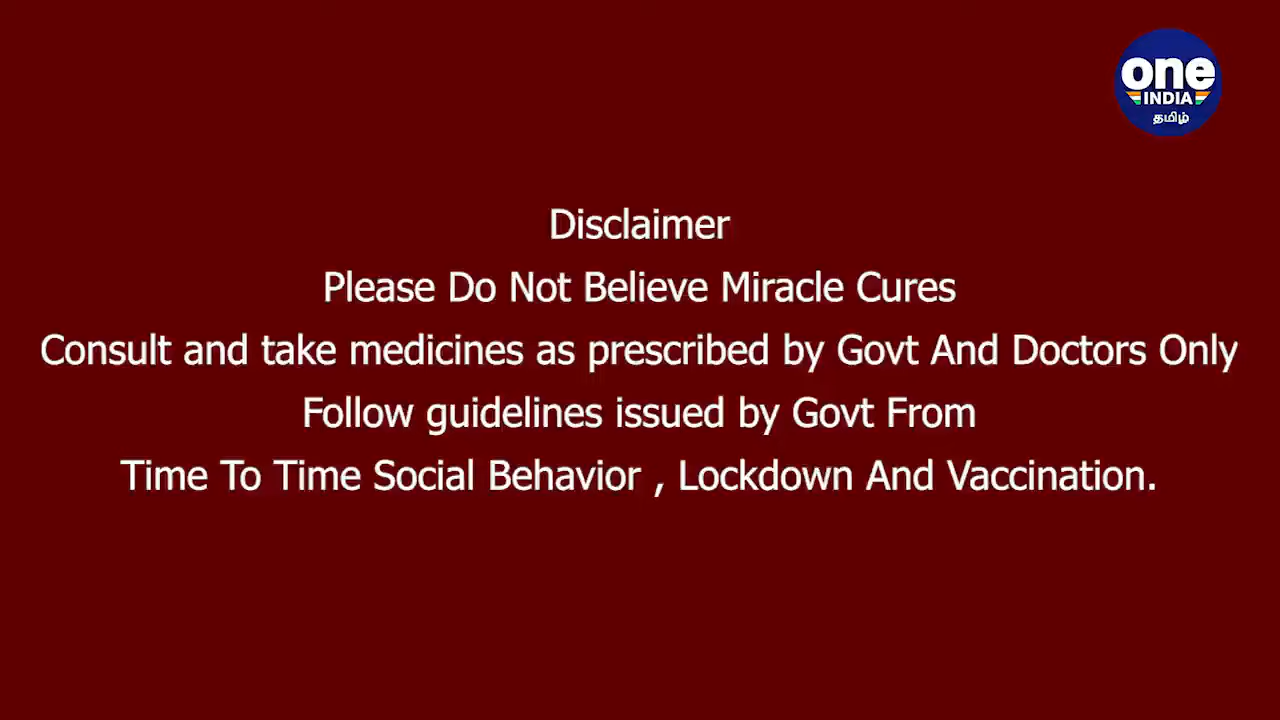 one
INDIA
தமிழ்
Disclaimer
Please Do Not Believe Miracle Cures
Consult and take medicines as prescribed by Govt And Doctors Only
Follow guidelines issued by Govt From
Time To Time Social Behavior , Lockdown And Vaccination.